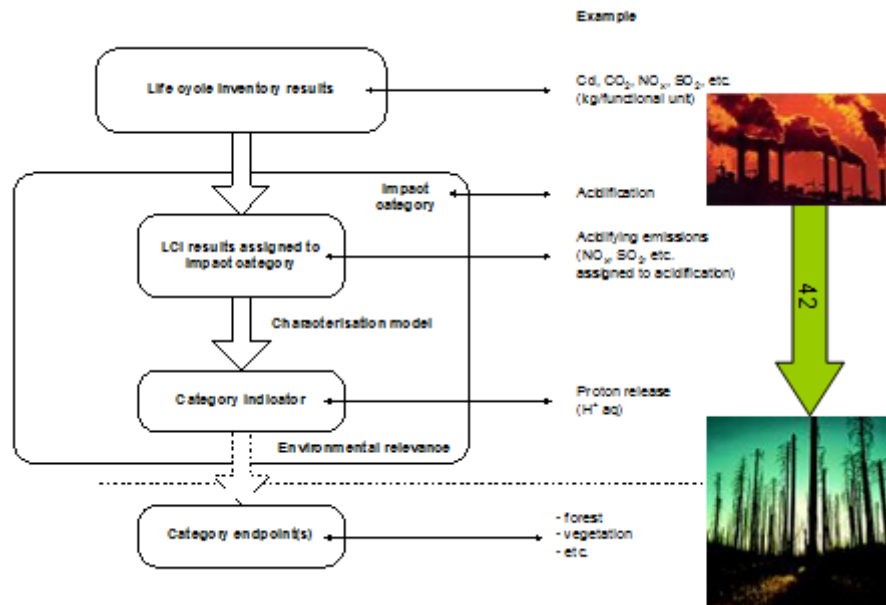 Example
Life cycle inventory results
Cd, CO₂, NOₓ, SO₂, etc.
(kg/functional unit)
Impact
category
Acidification
LCI results assigned to
impact category
Acidifying emissions
(NOₓ, SO₂, etc.
assigned to acidification)
42
Characterisation model
Category indicator
Proton release
(H⁺ aq)
Environmental relevance
Category endpoint(s)
- forest
- vegetation
- etc.